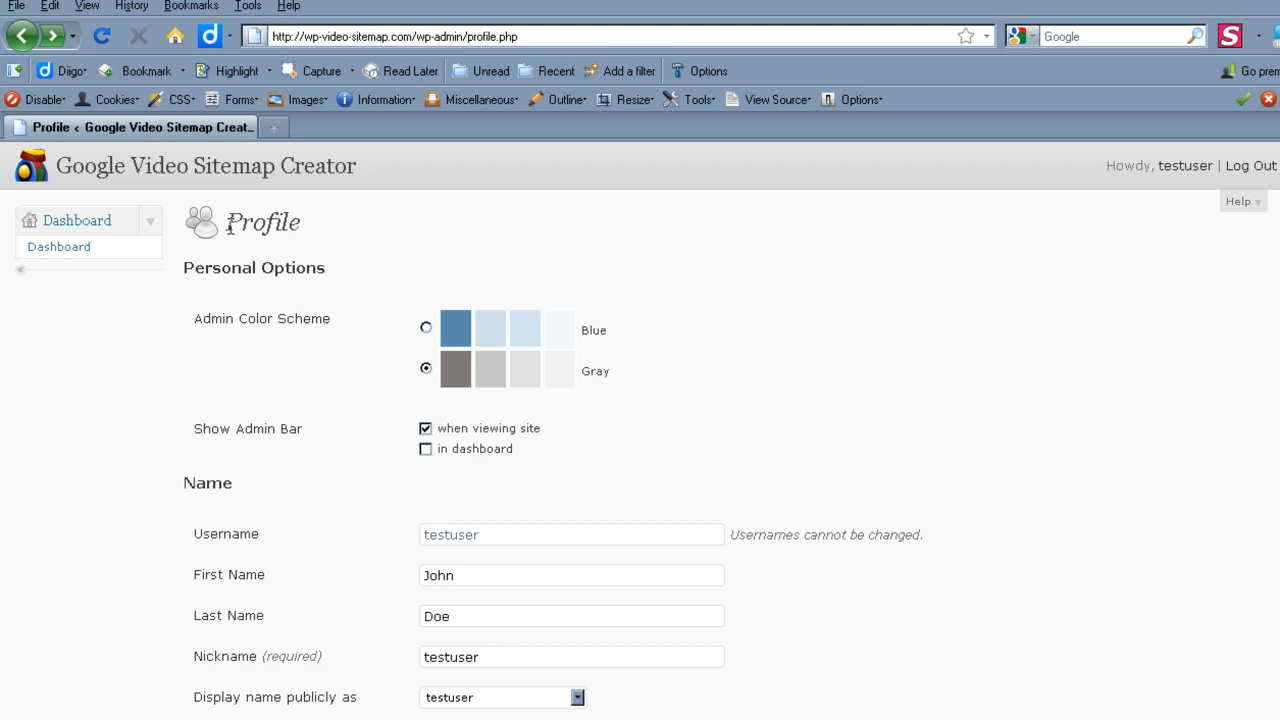 File Edit View History Bookmarks Tools Help
http://wp-video-sitemap.com/wp-admin/profile.php Google
Diigo Bookmark Highlight Capture Read Later Unread Recent Add a filter Options
Disable Cookies CSS Forms Images Information Miscellaneous Outline Resize Tools View Source Options
Profile < Google Video Sitemap Creat...
Google Video Sitemap Creator Howdy, testuser | Log Out
Help
Dashboard
Dashboard
Profile
Personal Options
Admin Color Scheme
Blue
Gray
Show Admin Bar
when viewing site
in dashboard
Name
Username testuser Usernames cannot be changed.
First Name John
Last Name Doe
Nickname (required) testuser
Display name publicly as testuser